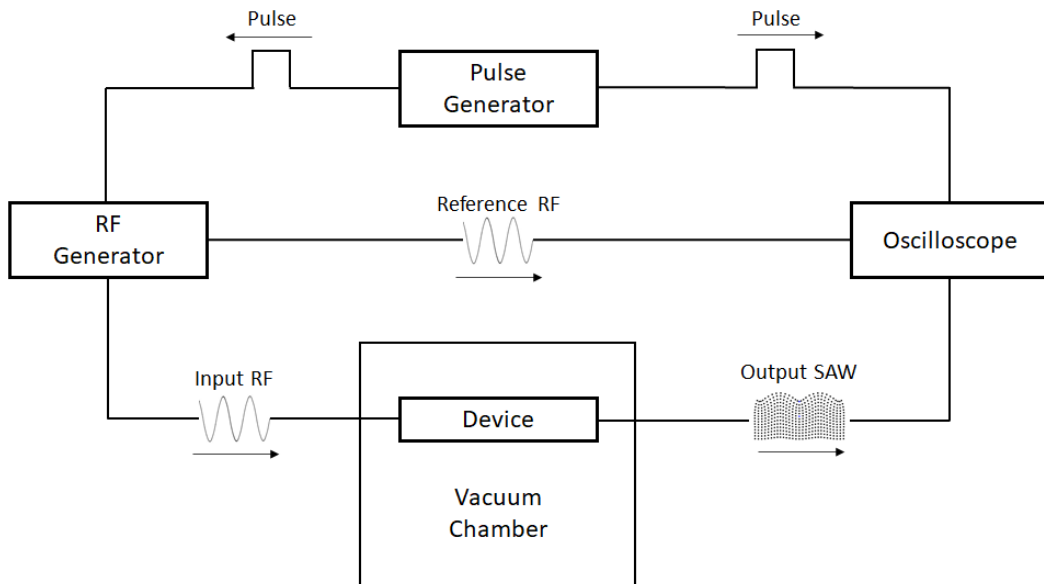 Pulse
Pulse
Pulse
Generator
Reference RF
RF
Generator
Oscilloscope
Input RF
Output SAW
Device
Vacuum
Chamber